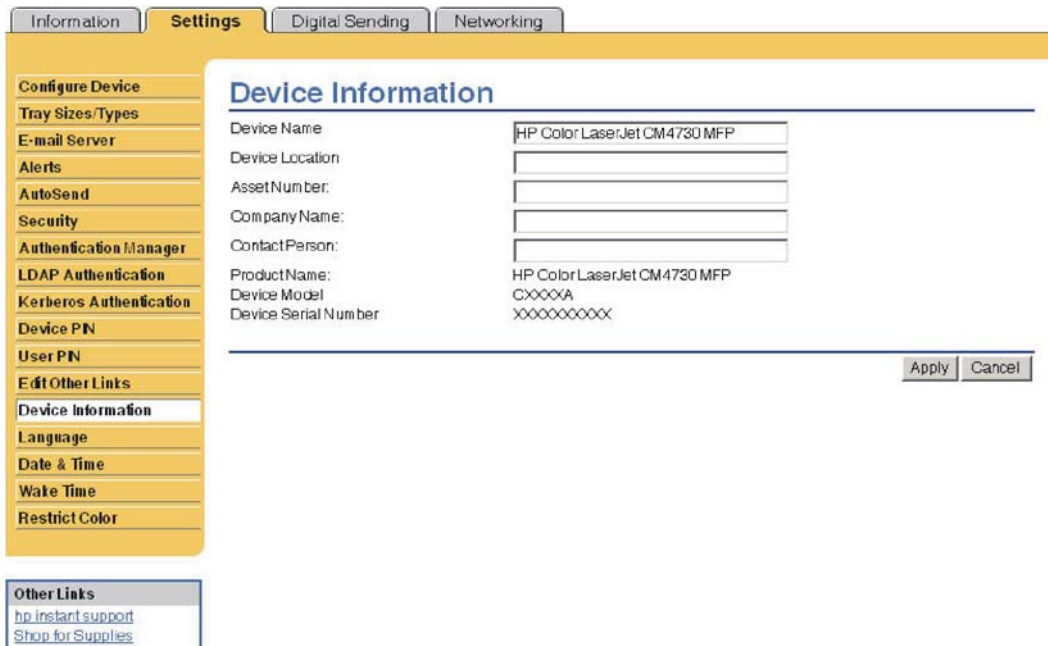 Information Settings Digital Sending Networking
Configure Device
Tray Sizes/Types
E-mail Server
Alerts
AutoSend
Security
Authentication Manager
LDAP Authentication
Kerberos Authentication
Device PIN
User PIN
Edit Other Links
Device Information
Language
Date & Time
Wake Time
Restrict Color
Other Links
hp instant support
Shop for Supplies
Device Information
Device Name HP Color LaserJet CM4730 MFP
Device Location
Asset Number:
Company Name:
Contact Person:
Product Name: HP Color LaserJet CM4730 MFP
Device Model CXXXXA
Device Serial Number XXXXXXXXXX
Apply Cancel